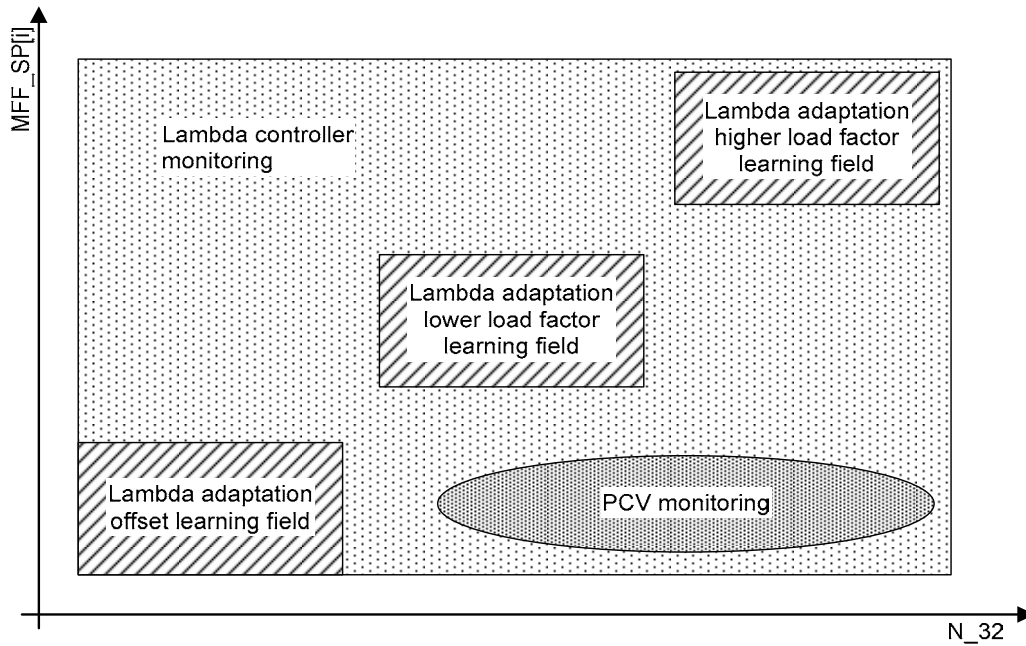 MFF_SP[i]
Lambda controller
monitoring
Lambda adaptation
higher load factor
learning field
Lambda adaptation
lower load factor
learning field
Lambda adaptation
offset learning field
PCV monitoring
N_32